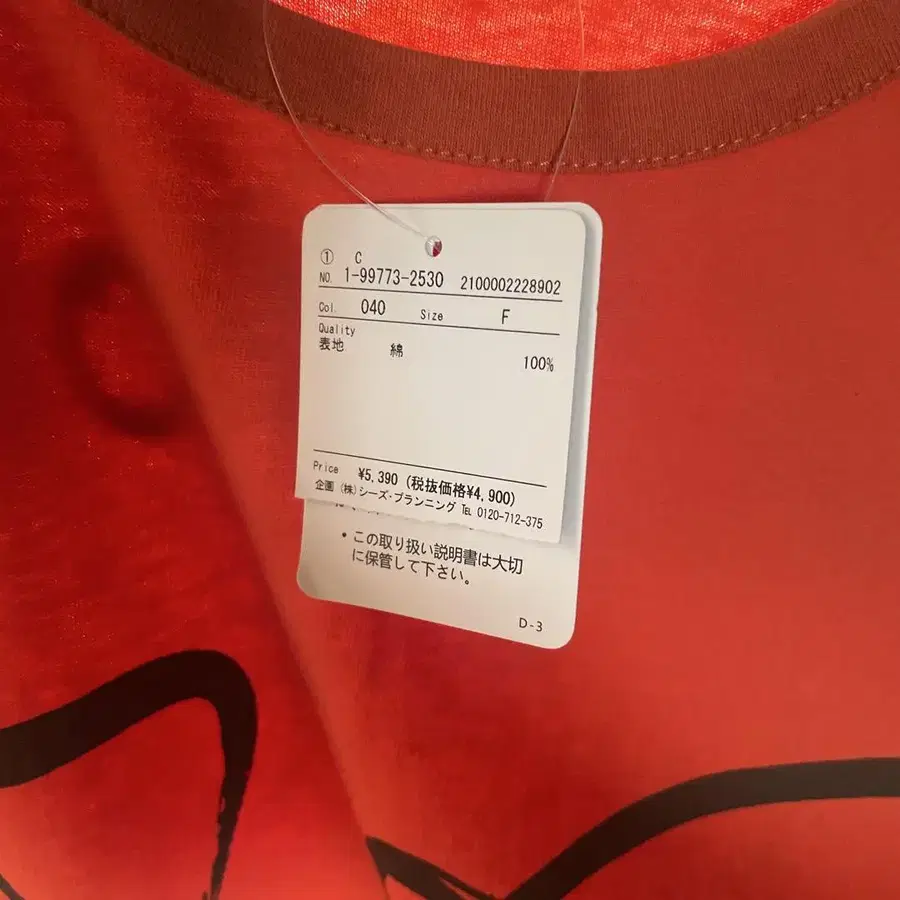 ① C
NO. 1-99773-2530 2100002228902
Col. 040 Size F
Quality
表地 綿 100%
Price ¥5,390 (税抜価格¥4,900)
企画 (株)シーズ・プランニング TEL 0120-712-375
・この取り扱い説明書は大切
に保管して下さい。
D-3